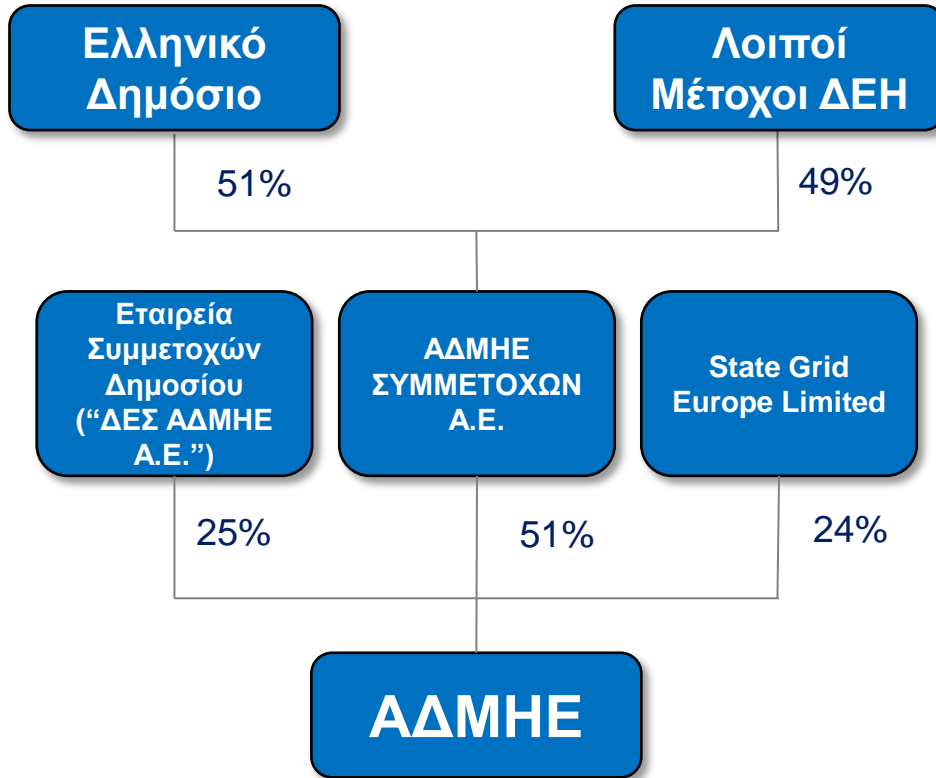 Ελληνικό
Δημόσιο
Λοιποί
Μέτοχοι ΔΕΗ
51%
49%
Εταιρεία
Συμμετοχών
Δημοσίου
(“ΔΕΣ ΑΔΜΗΕ
Α.Ε.”)
ΑΔΜΗΕ
ΣΥΜΜΕΤΟΧΩΝ
Α.Ε.
State Grid
Europe Limited
25%
51%
24%
ΑΔΜΗΕ